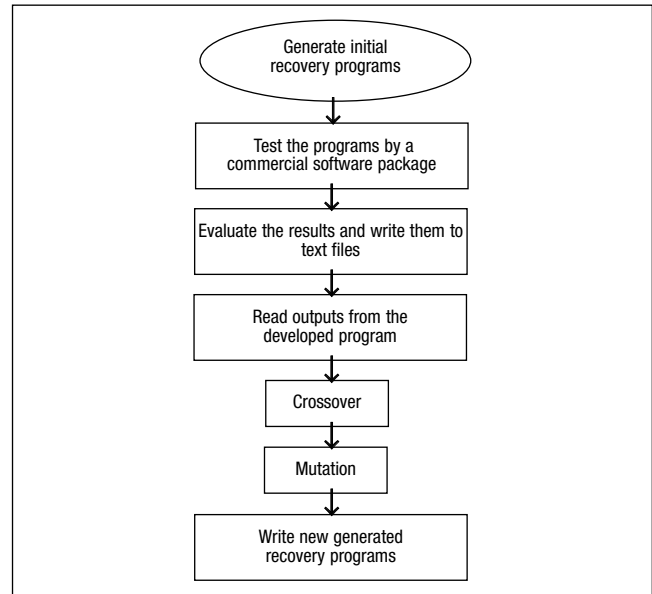 Generate initial
recovery programs
Test the programs by a
commercial software package
Evaluate the results and write them to
text files
Read outputs from the
developed program
Crossover
Mutation
Write new generated
recovery programs